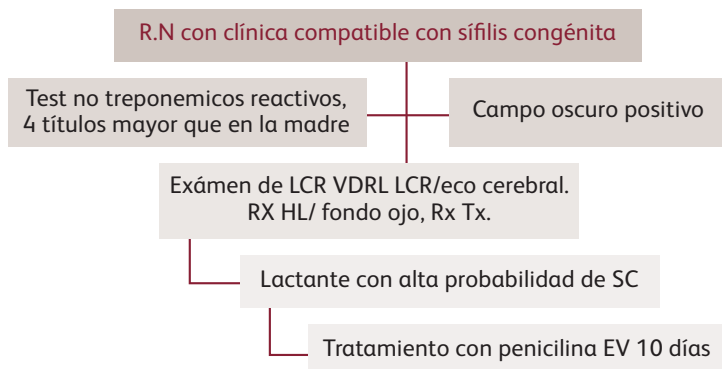 R.N con clínica compatible con sífilis congénita
Test no treponemicos reactivos,
4 títulos mayor que en la madre
Campo oscuro positivo
Exámen de LCR VDRL LCR/eco cerebral.
RX HL/ fondo ojo, Rx Tx.
Lactante con alta probabilidad de SC
Tratamiento con penicilina EV 10 días